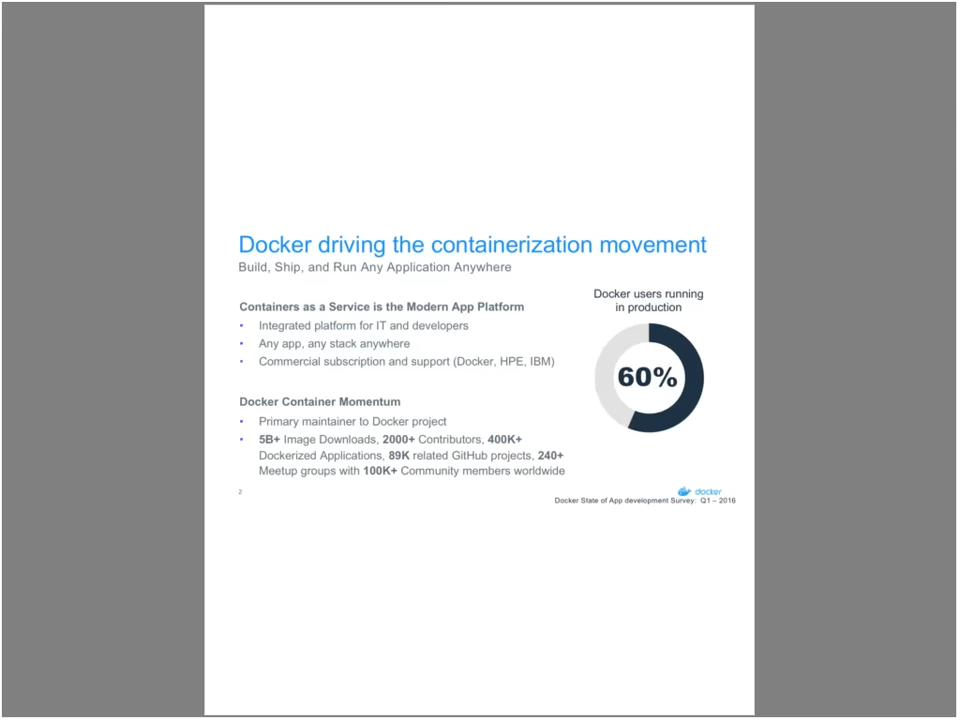 Docker driving the containerization movement
Build, Ship, and Run Any Application Anywhere
Containers as a Service is the Modern App Platform
• Integrated platform for IT and developers
• Any app, any stack anywhere
• Commercial subscription and support (Docker, HPE, IBM)
Docker Container Momentum
• Primary maintainer to Docker project
• 5B+ Image Downloads, 2000+ Contributors, 400K+
Dockerized Applications, 89K related GitHub projects, 240+
Meetup groups with 100K+ Community members worldwide
Docker users running
in production
60%
2
docker
Docker State of App development Survey: Q1 – 2016